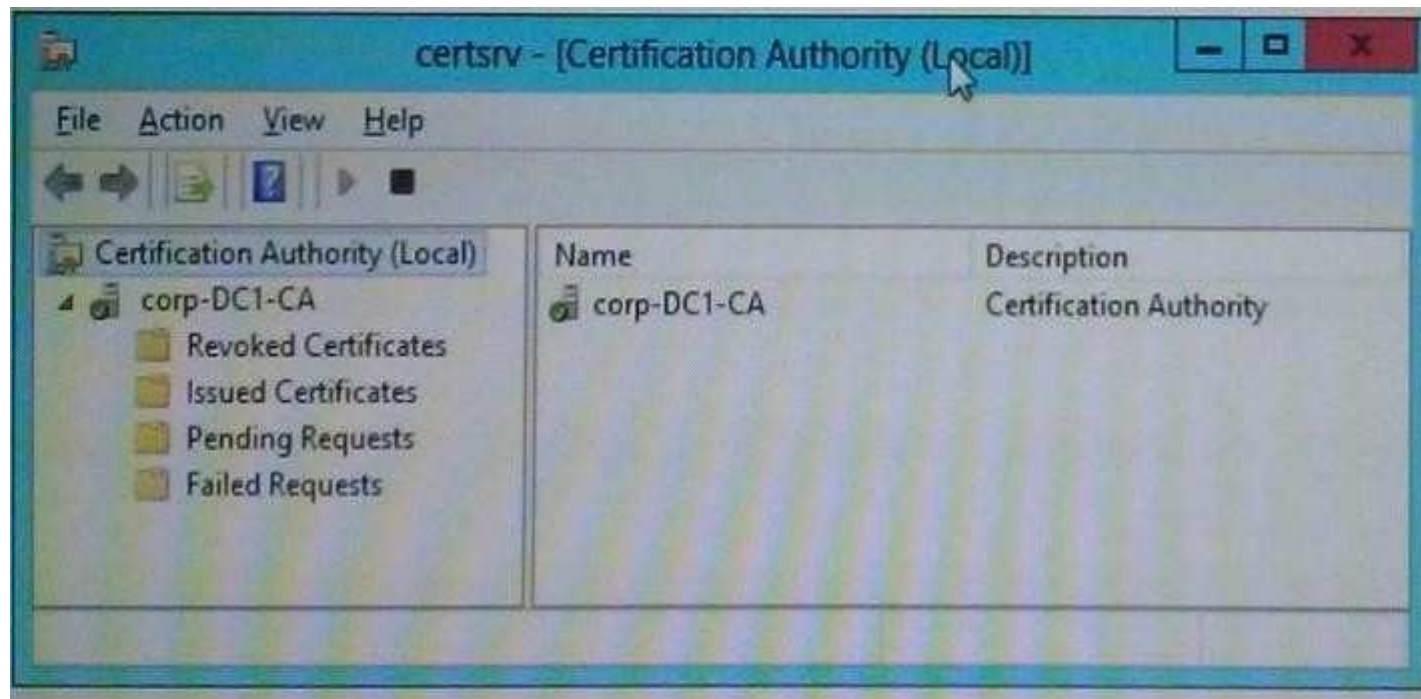 certsrv - [Certification Authority (Local)]
File Action View Help
Certification Authority (Local)
corp-DC1-CA
Revoked Certificates
Issued Certificates
Pending Requests
Failed Requests
Name Description
corp-DC1-CA Certification Authority